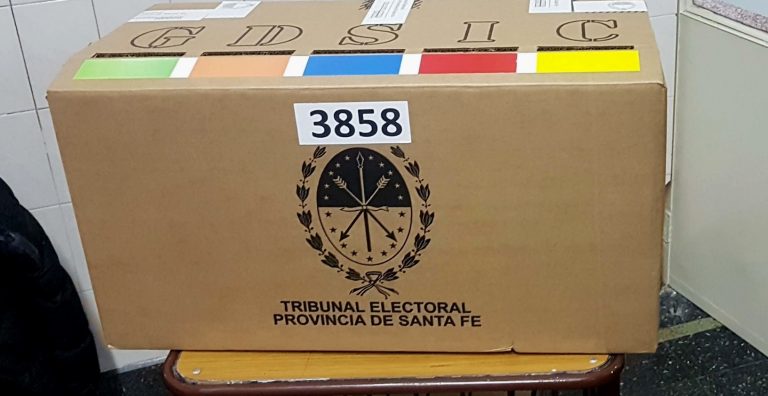 G D S I C
3858
TRIBUNAL ELECTORAL
PROVINCIA DE SANTA FE